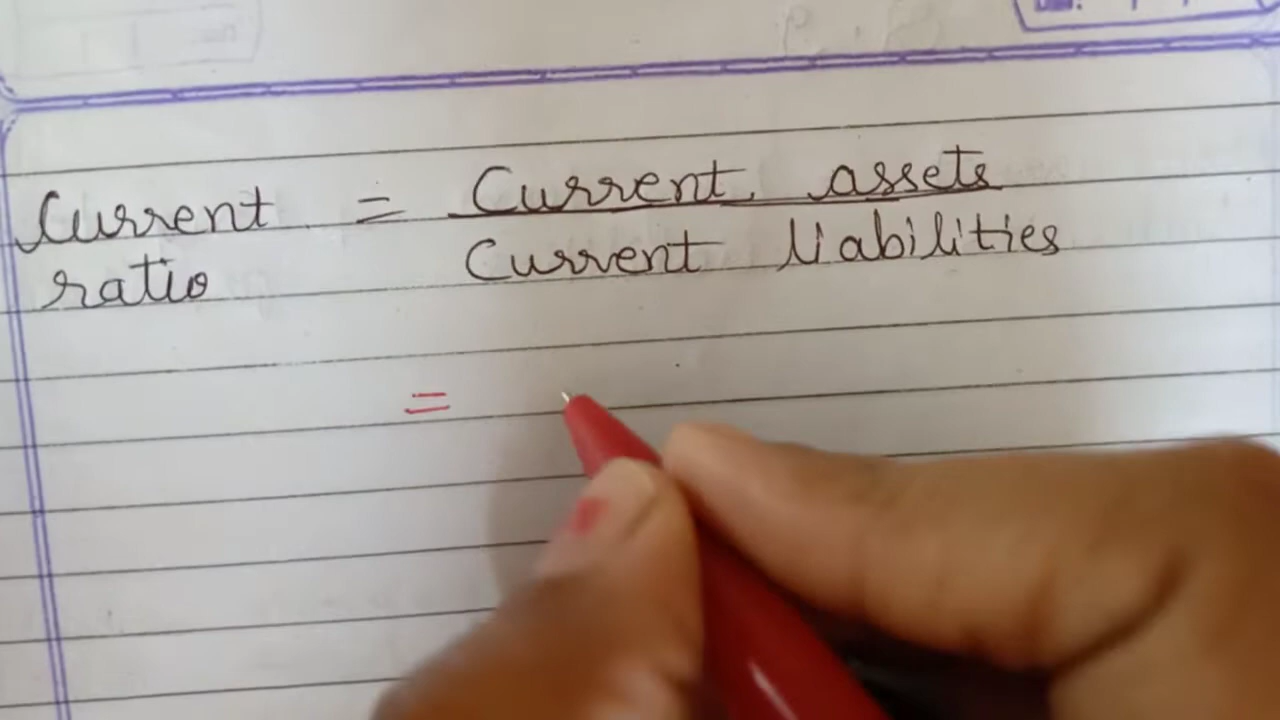 Current = Current assets
ratio Current liabilities
=